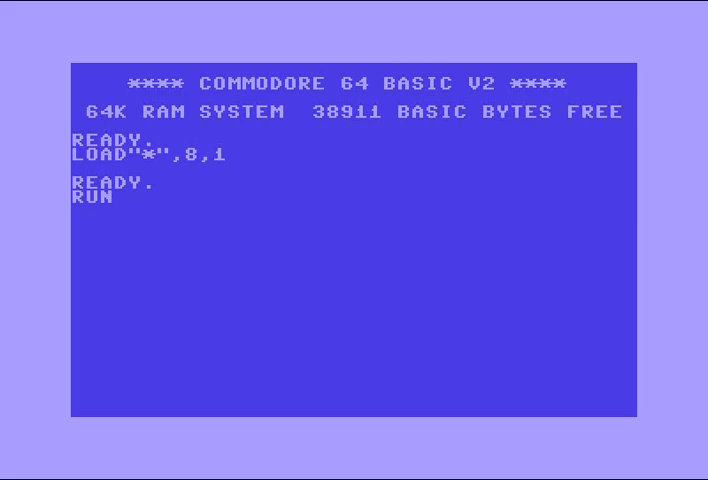 **** COMMODORE 64 BASIC V2 ****
64K RAM SYSTEM  38911 BASIC BYTES FREE
READY.
LOAD"*",8,1
READY.
RUN